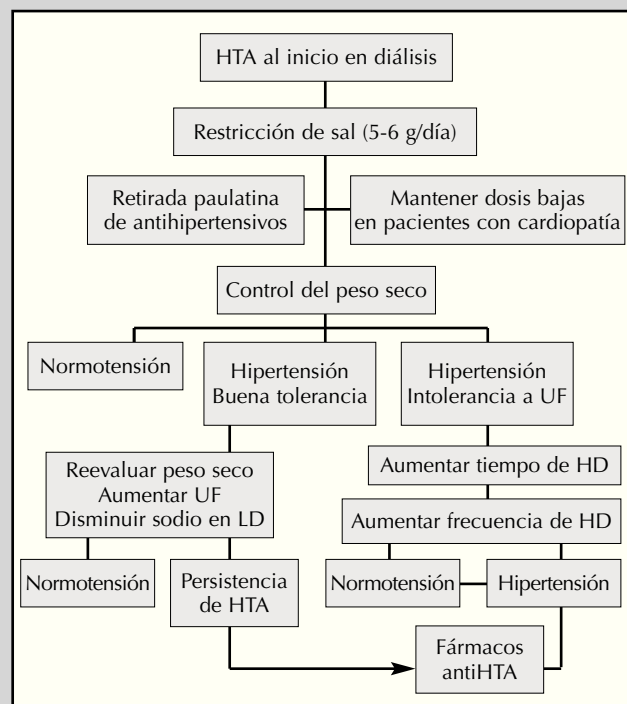 HTA al inicio en diálisis
Restricción de sal (5-6 g/día)
Retirada paulatina
de antihipertensivos
Mantener dosis bajas
en pacientes con cardiopatía
Control del peso seco
Normotensión
Hipertensión
Buena tolerancia
Hipertensión
Intolerancia a UF
Reevaluar peso seco
Aumentar UF
Disminuir sodio en LD
Aumentar tiempo de HD
Aumentar frecuencia de HD
Normotensión
Persistencia
de HTA
Normotensión
Hipertensión
Fármacos
antiHTA